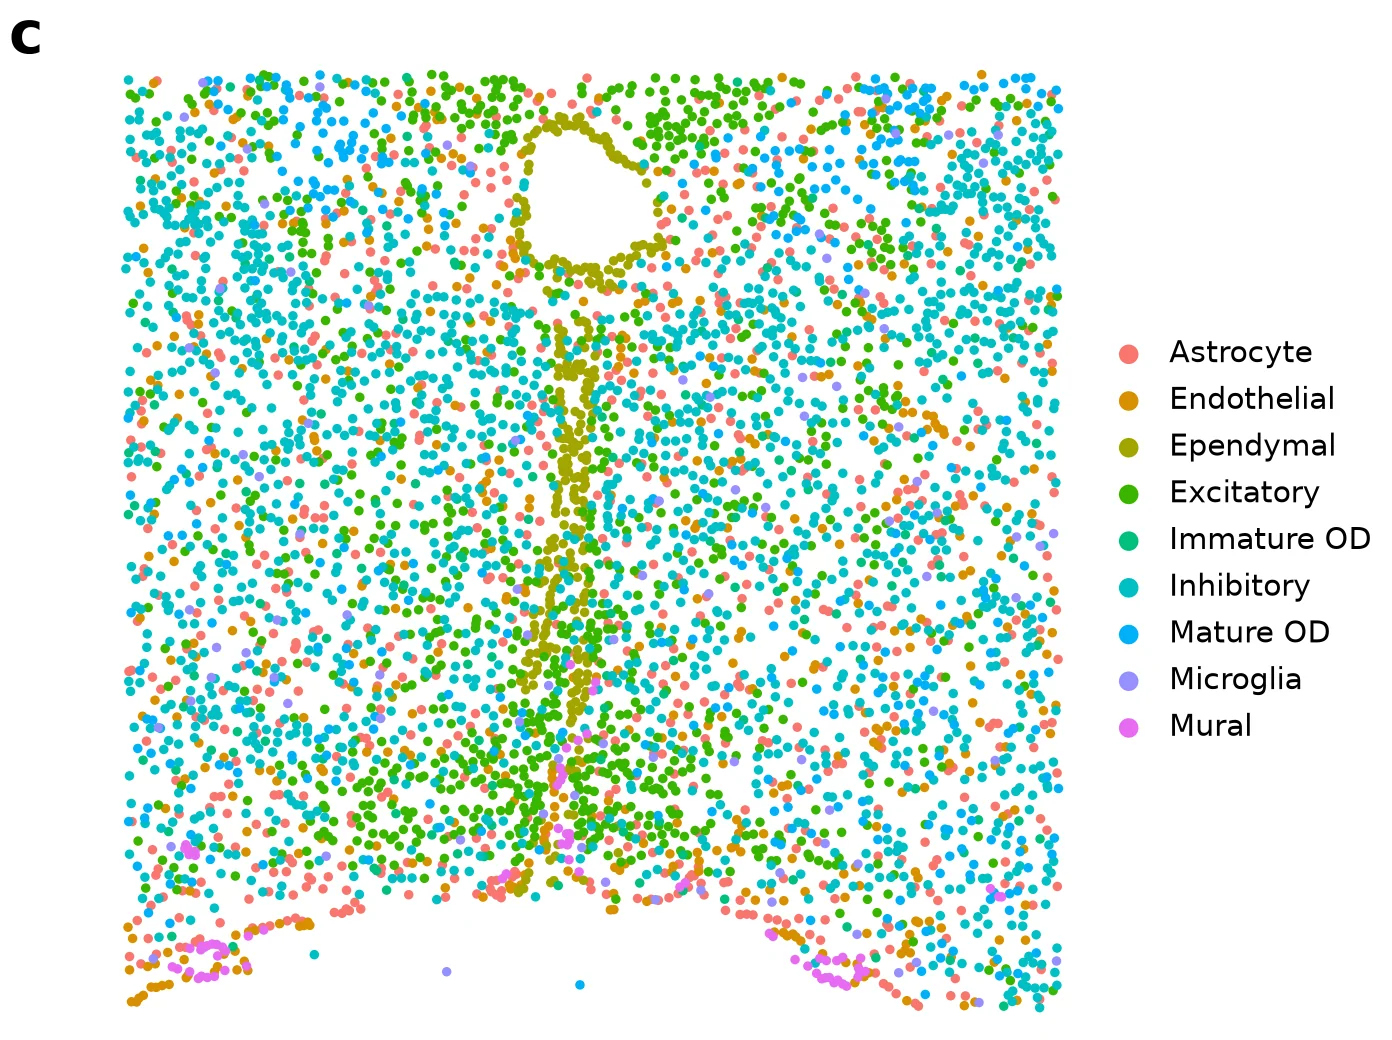 c
Astrocyte
Endothelial
Ependymal
Excitatory
Immature OD
Inhibitory
Mature OD
Microglia
Mural